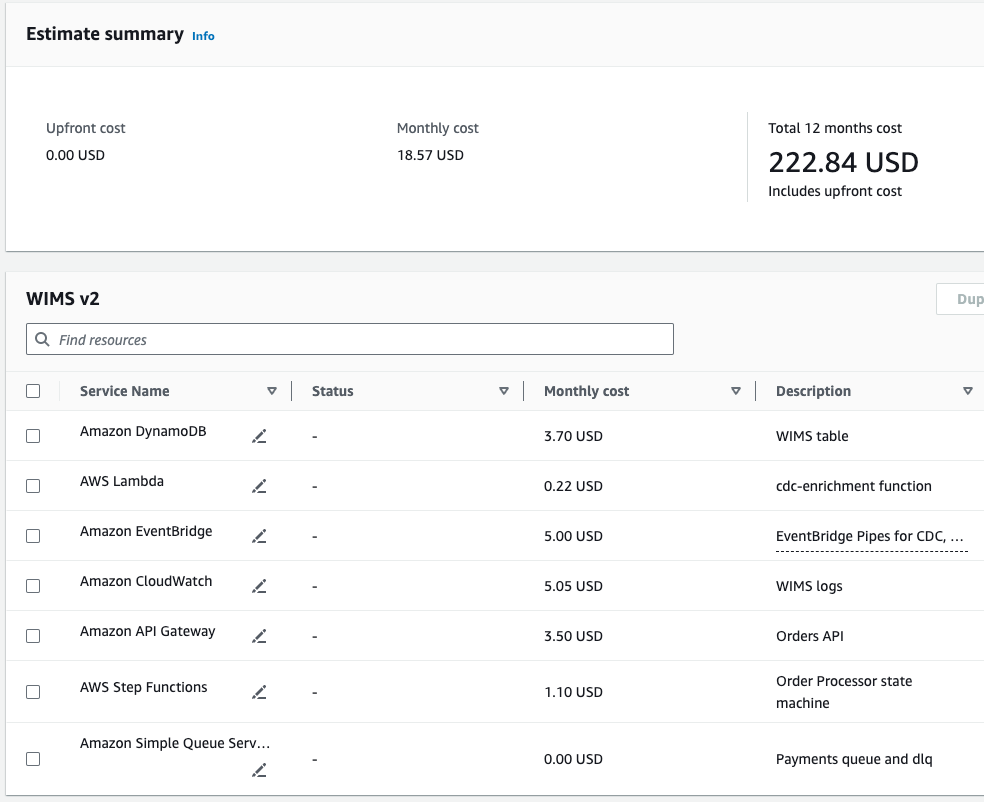 Estimate summary Info
Upfront cost Monthly cost Total 12 months cost
0.00 USD 18.57 USD 222.84 USD
Includes upfront cost
WIMS v2 Dup
Find resources
Service Name Status Monthly cost Description
Amazon DynamoDB - 3.70 USD WIMS table
AWS Lambda - 0.22 USD cdc-enrichment function
Amazon EventBridge - 5.00 USD EventBridge Pipes for CDC, ...
Amazon CloudWatch - 5.05 USD WIMS logs
Amazon API Gateway - 3.50 USD Orders API
AWS Step Functions - 1.10 USD Order Processor state
machine
Amazon Simple Queue Serv... - 0.00 USD Payments queue and dlq